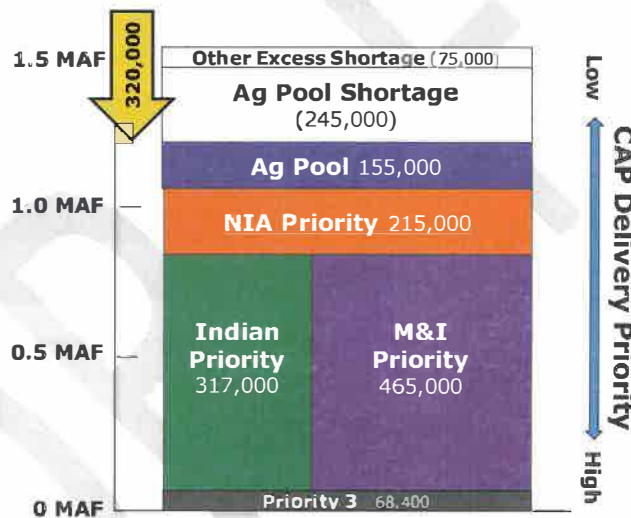 320,000
1.5 MAF
Other Excess Shortage (75,000)
Ag Pool Shortage
(245,000)
Ag Pool 155,000
1.0 MAF
NIA Priority 215,000
0.5 MAF
Indian
Priority
317,000
M&I
Priority
465,000
0 MAF
Priority 3 68,400
Low
CAP Delivery Priority
High